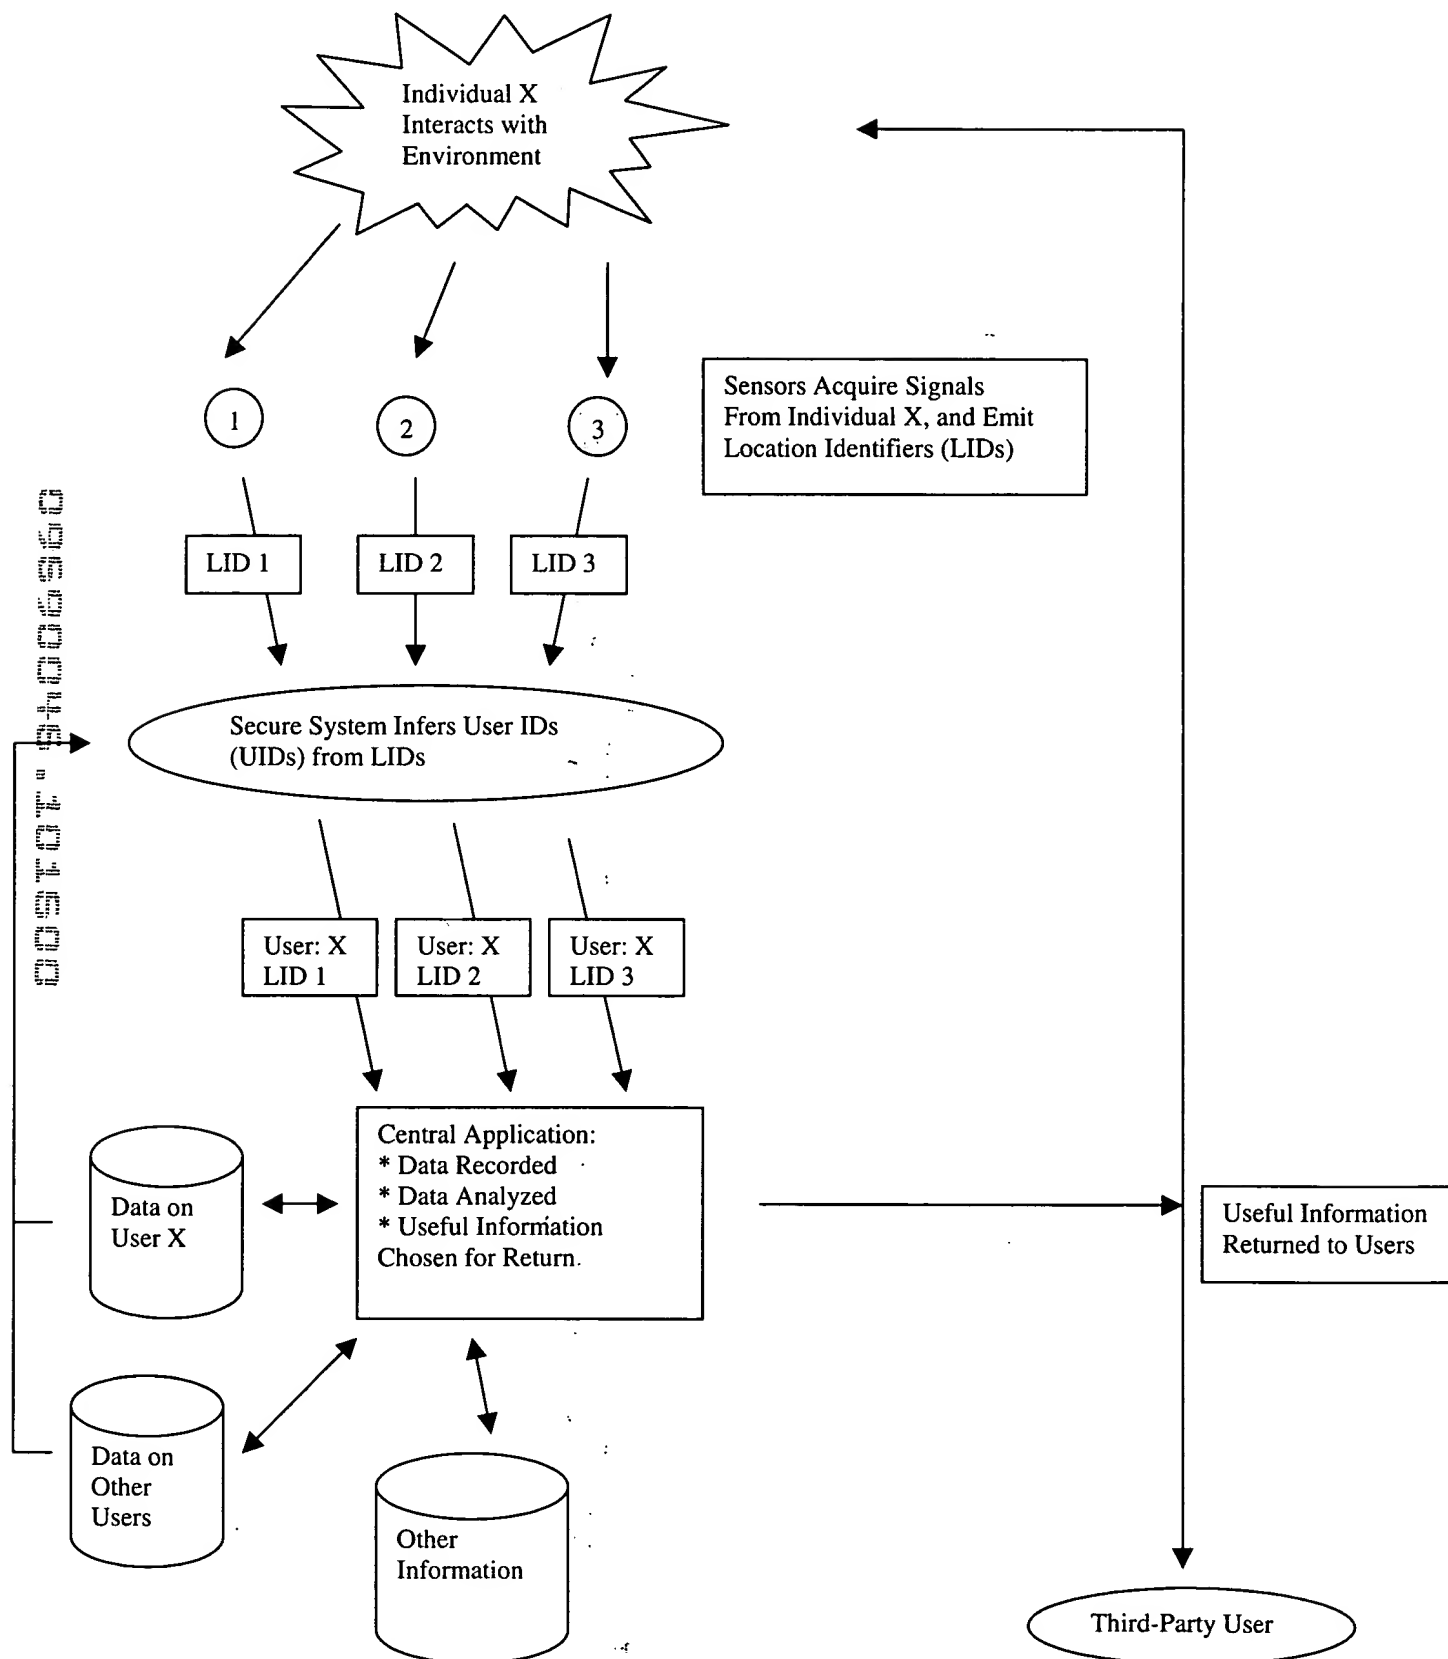 Individual X
Interacts with
Environment
1
2
3
Sensors Acquire Signals
From Individual X, and Emit
Location Identifiers (LIDs)
LID 1
LID 2
LID 3
Secure System Infers User IDs
(UIDs) from LIDs
User: X
LID 1
User: X
LID 2
User: X
LID 3
Central Application:
* Data Recorded
* Data Analyzed
* Useful Information
Chosen for Return.
Data on
User X
Useful Information
Returned to Users
Data on
Other
Users
Other
Information
Third-Party User